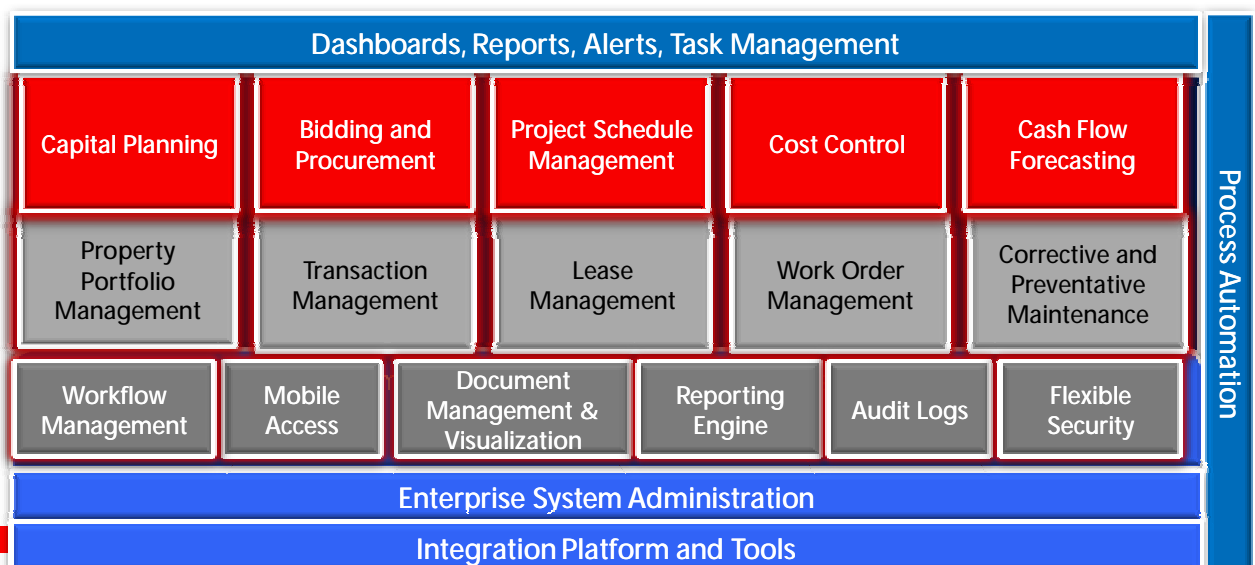 Dashboards, Reports, Alerts, Task Management
Capital Planning
Bidding and
Procurement
Project Schedule
Management
Cost Control
Cash Flow
Forecasting
Property
Portfolio
Management
Transaction
Management
Lease
Management
Work Order
Management
Corrective and
Preventative
Maintenance
Workflow
Management
Mobile
Access
Document
Management &
Visualization
Reporting
Engine
Audit Logs
Flexible
Security
Enterprise System Administration
Integration Platform and Tools
Process Automation